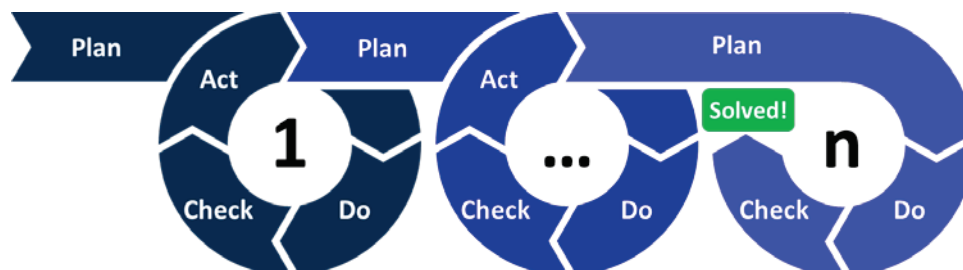 Plan
Act
1
Check
Do
Plan
Act
...
Check
Do
Plan
Solved!
n
Check
Do